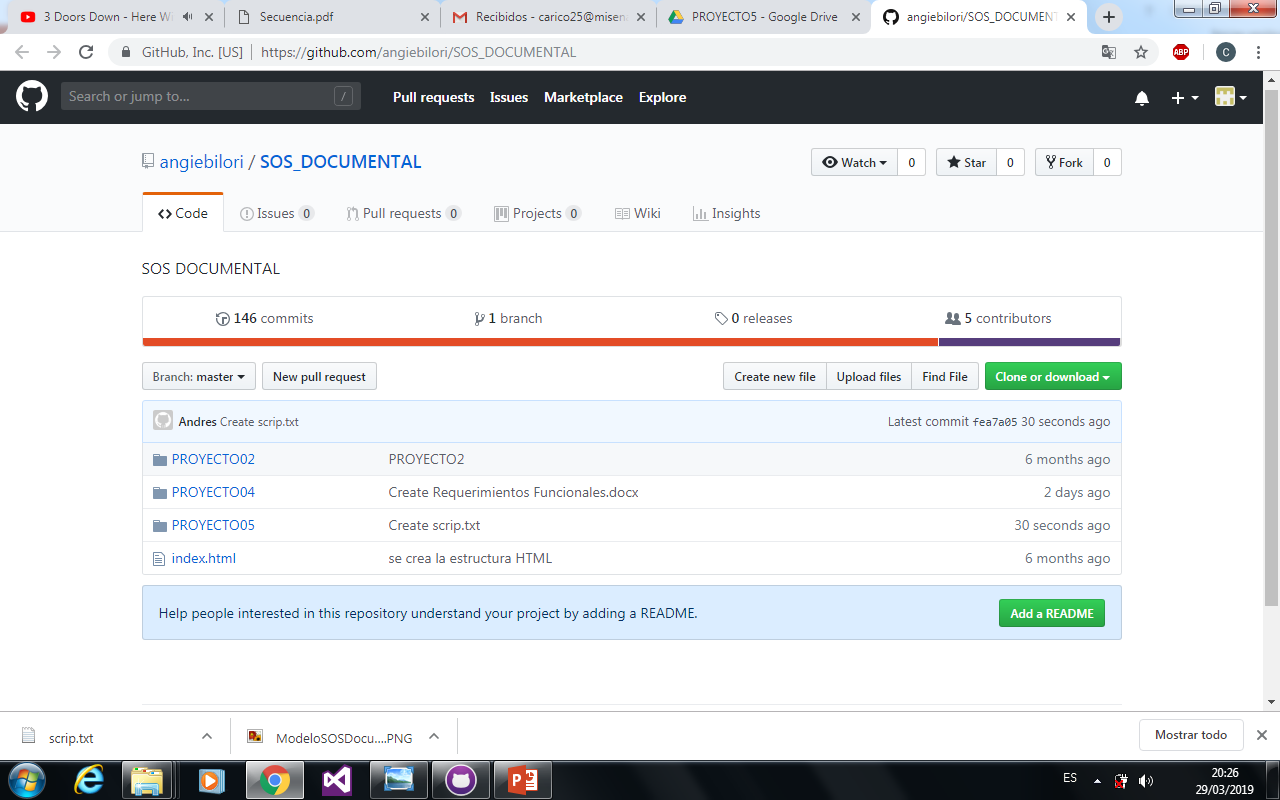 3 Doors Down - Here Wi
Secuencia.pdf
Recibidos - carico25@misen
PROYECTO5 - Google Drive
angiebilori/SOS_DOCUMENT
GitHub, Inc. [US] | https://github.com/angiebilori/SOS_DOCUMENTAL
ABP
C
Search or jump to...
/
Pull requests Issues Marketplace Explore
angiebilori / SOS_DOCUMENTAL
Watch 0 Star 0 Fork 0
Code Issues 0 Pull requests 0 Projects 0 Wiki Insights
SOS DOCUMENTAL
146 commits 1 branch 0 releases 5 contributors
Branch: master New pull request Create new file Upload files Find File Clone or download
Andres Create scrip.txt Latest commit fea7a05 30 seconds ago
PROYECTO02 PROYECTO2 6 months ago
PROYECTO04 Create Requerimientos Funcionales.docx 2 days ago
PROYECTO05 Create scrip.txt 30 seconds ago
index.html se crea la estructura HTML 6 months ago
Help people interested in this repository understand your project by adding a README. Add a README
scrip.txt ModeloSOSDocu....PNG Mostrar todo
ES 20:26
29/03/2019